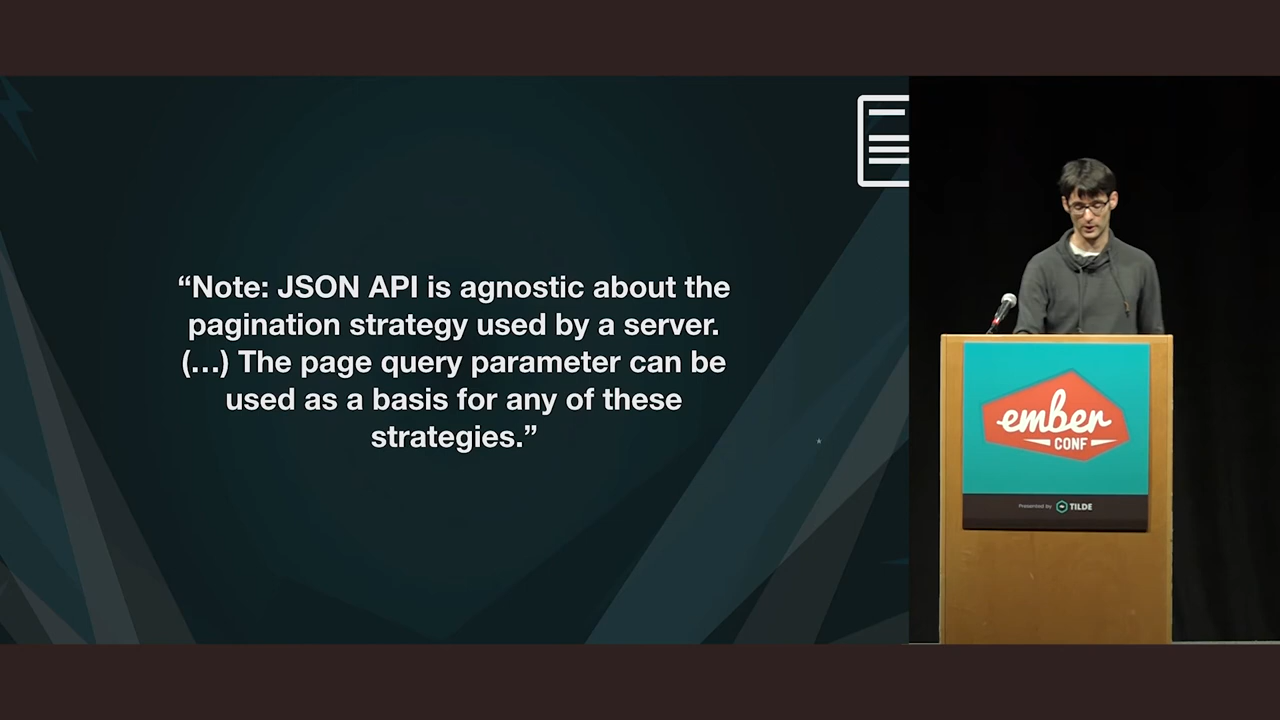 “Note: JSON API is agnostic about the
pagination strategy used by a server.
(…) The page query parameter can be
used as a basis for any of these
strategies.”
ember
CONF
Presented by TILDE